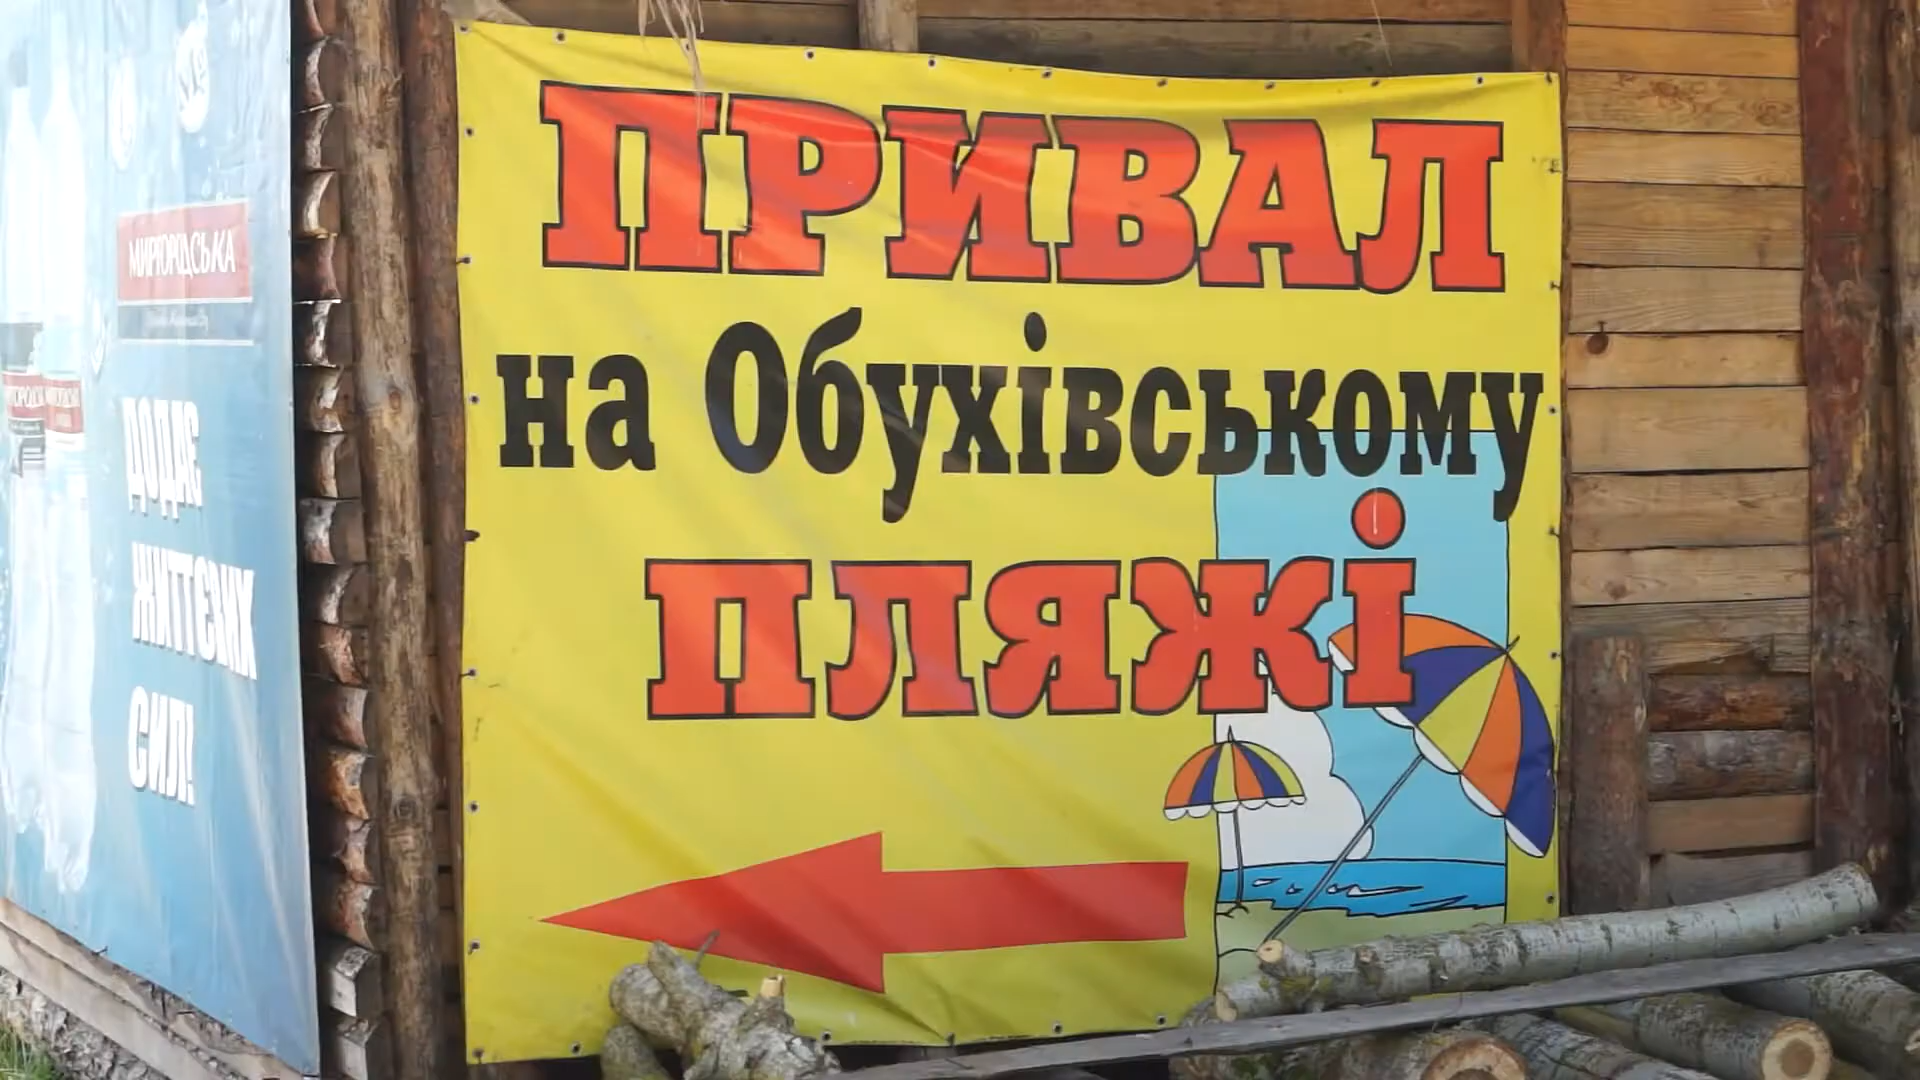 МИРГОРОДСЬКА
ДОДАЄ
ЖИТТЄВИХ
СИЛ!
ПРИВАЛ
на Обухівському
ПЛЯЖІ